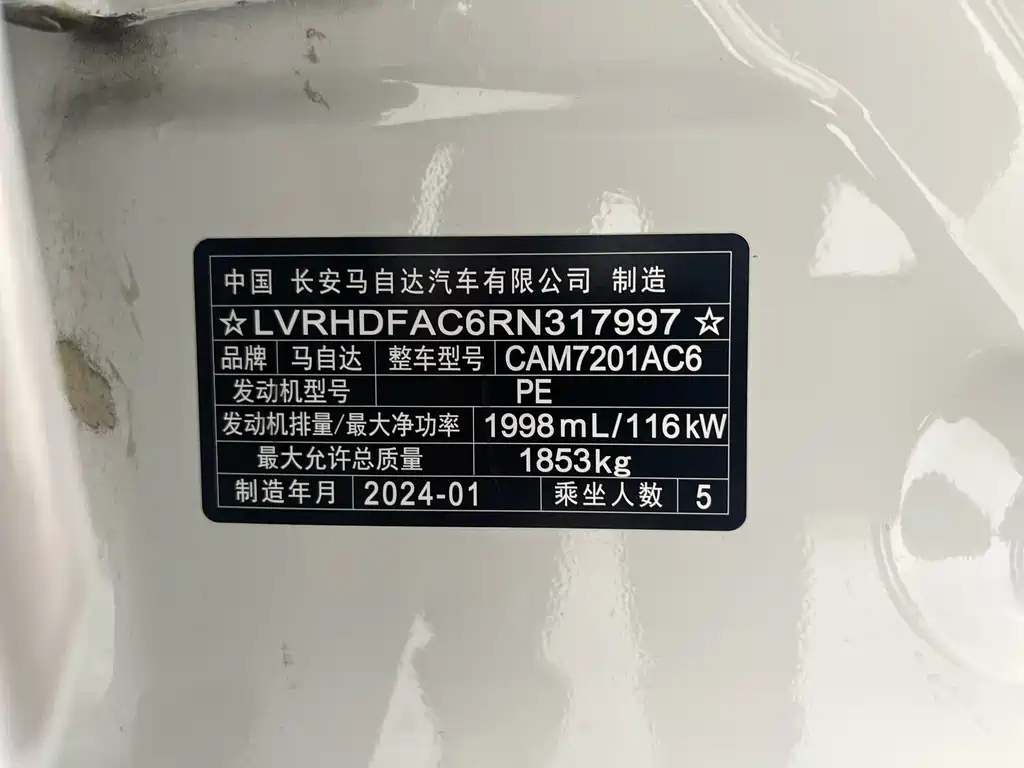 中国 长安马自达汽车有限公司 制造
☆LVRHDFAC6RN317997☆
品牌 马自达 整车型号 CAM7201AC6
发动机型号 PE
发动机排量/最大净功率 1998mL/116kW
最大允许总质量 1853kg
制造年月 2024-01 乘坐人数 5